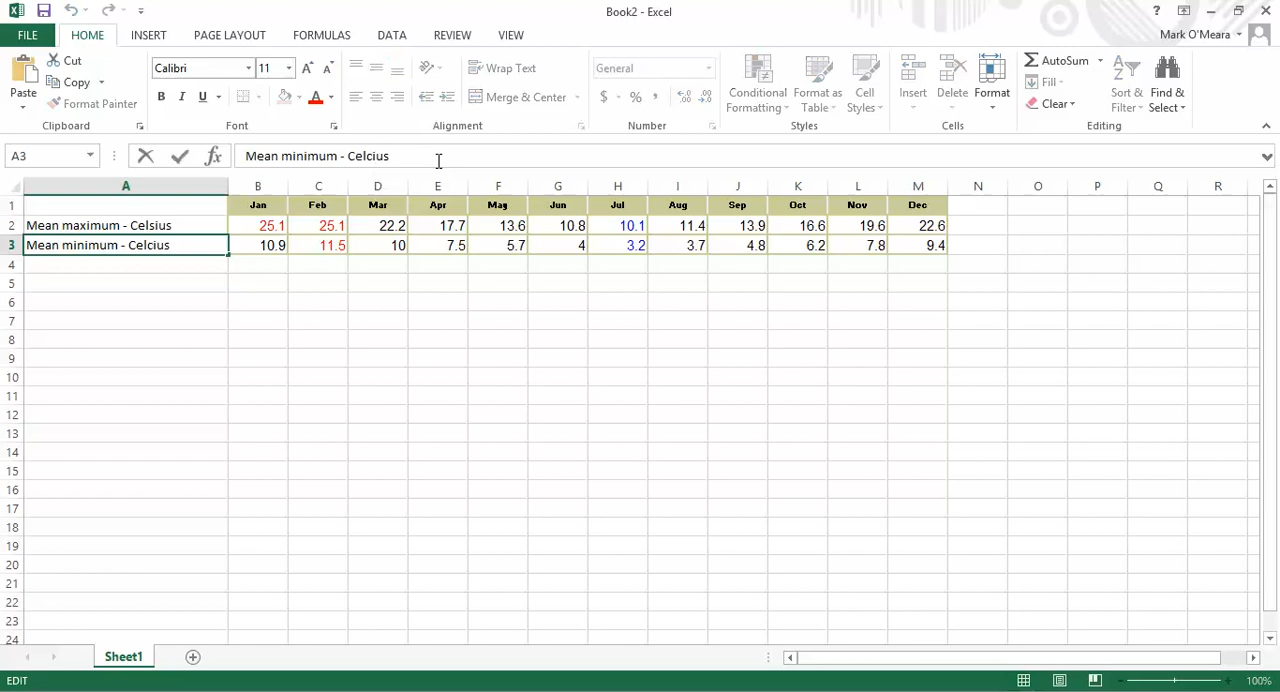 Book2 - Excel
?
FILE HOME INSERT PAGE LAYOUT FORMULAS DATA REVIEW VIEW Mark O'Meara
Paste
Cut
Copy
Format Painter
Clipboard
Calibri 11
B I U
Font
Wrap Text
Merge & Center
Alignment
General
$ % ,
Number
Conditional Formatting
Format as Table
Cell Styles
Styles
Insert Delete Format
Cells
AutoSum
Fill
Clear
Sort & Filter
Find & Select
Editing
A3 fx Mean minimum - Celcius
A B C D E F G H I J K L M N O P Q R
1 Jan Feb Mar Apr May Jun Jul Aug Sep Oct Nov Dec
2 Mean maximum - Celsius 25.1 25.1 22.2 17.7 13.6 10.8 10.1 11.4 13.9 16.6 19.6 22.6
3 Mean minimum - Celcius 10.9 11.5 10 7.5 5.7 4 3.2 3.7 4.8 6.2 7.8 9.4
4
5
6
7
8
9
10
11
12
13
14
15
16
17
18
19
20
21
22
23
24
Sheet1
EDIT 100%